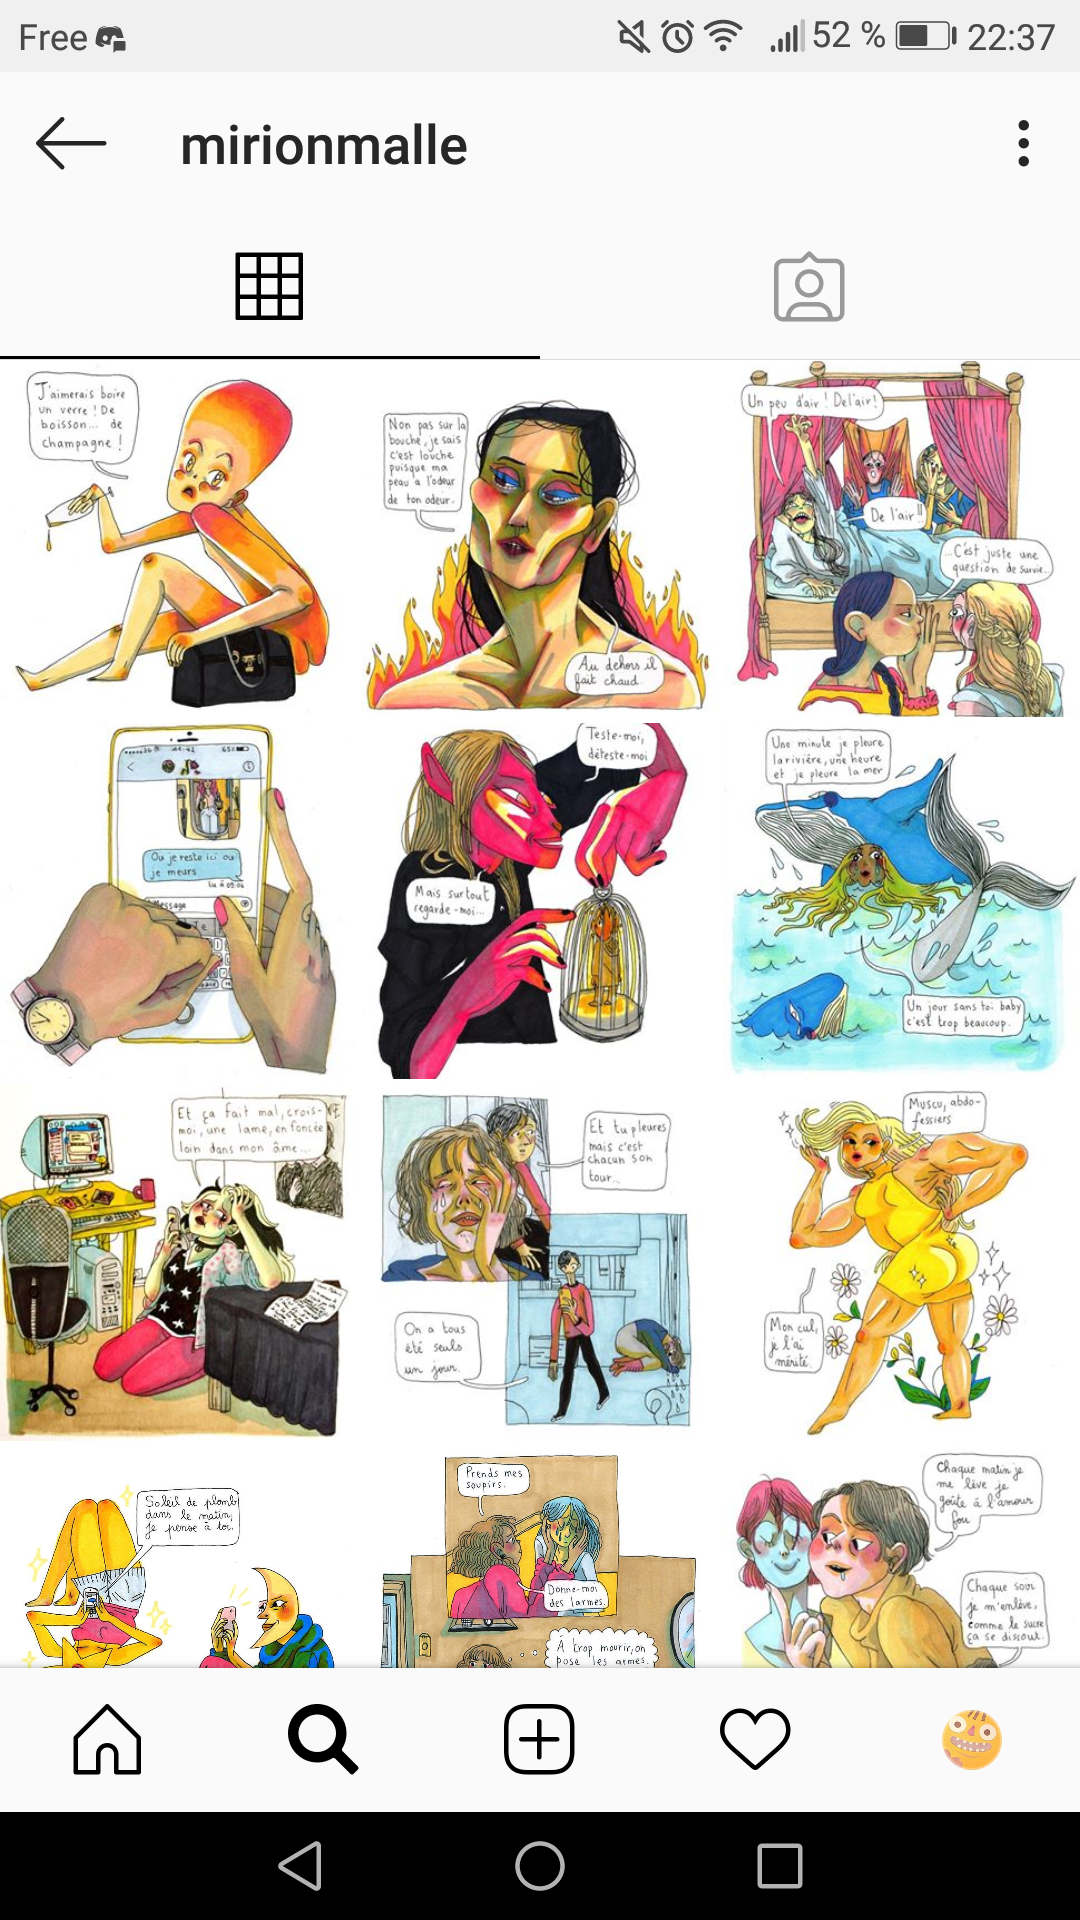 Free 52 % 22:37
mirionmalle
J'aimerais boire
un verre ! De
boisson... de
champagne !
Non pas sur la
bouche, je sais
c'est louche
puisque ma
peau a l'odeur
de ton odeur.
Au dehors il
fait chaud.
Un peu d'air ! De l'air !
De l'air !!
...C'est juste une
question de survie...
65%
Ou je reste ici ou
je meurs
lu à 09:06
Message
Teste-moi,
déteste-moi
Mais surtout
regarde-moi...
Une minute je pleure
la rivière, une heure
et je pleure la mer
Un jour sans toi baby
c'est trop beaucoup.
Et ça fait mal, crois-
moi, une lame, enfoncée
loin dans mon âme...
Et tu pleures
mais c'est
chacun son
tour...
On a tous
été seuls
un jour.
Muscu, abdo-
fessiers
Mon cul,
je l'ai
mérité.
Soleil de plomb
dans le matin,
je pense à toi.
Prends mes
soupirs.
Donne-moi
des larmes.
À trop mourir, on
pose les armes.
Chaque matin je
me lève je
goûte à l'amour
fou
Chaque soir
je m'enlève,
comme le sucre
ça se dissout.